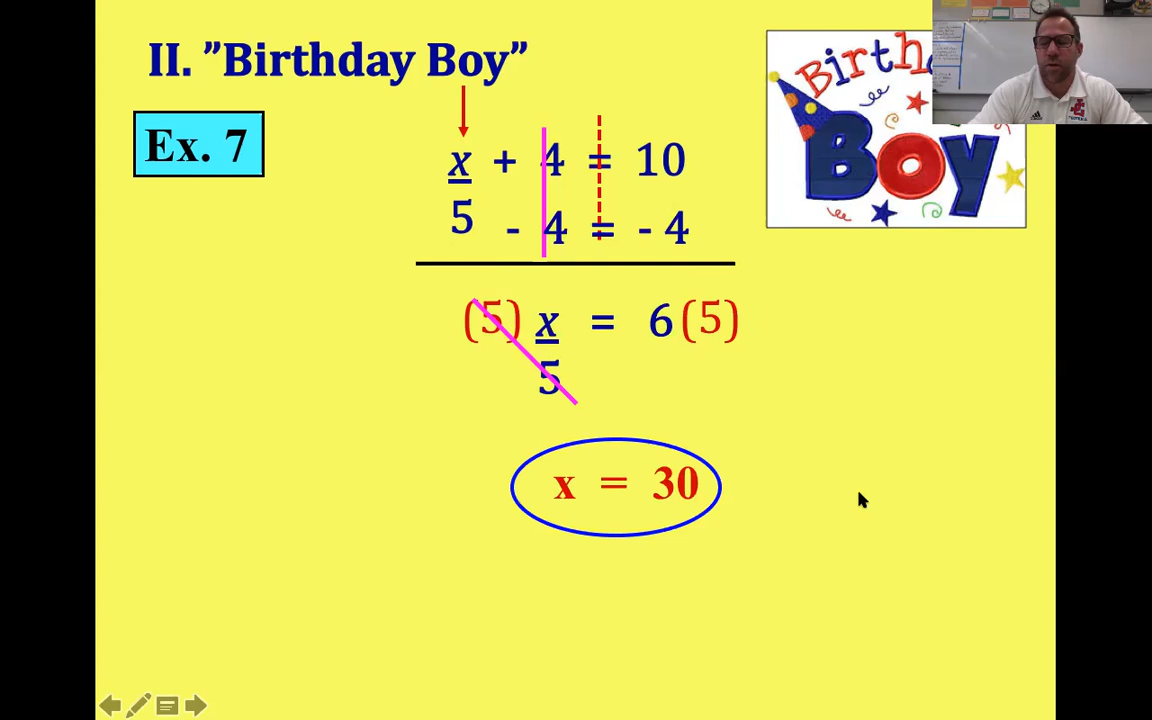 II. ”Birthday Boy”
Ex. 7
x + 4 = 10
5
- 4 = - 4
(5) x = 6 (5)
5
x = 30
Birth
Boy